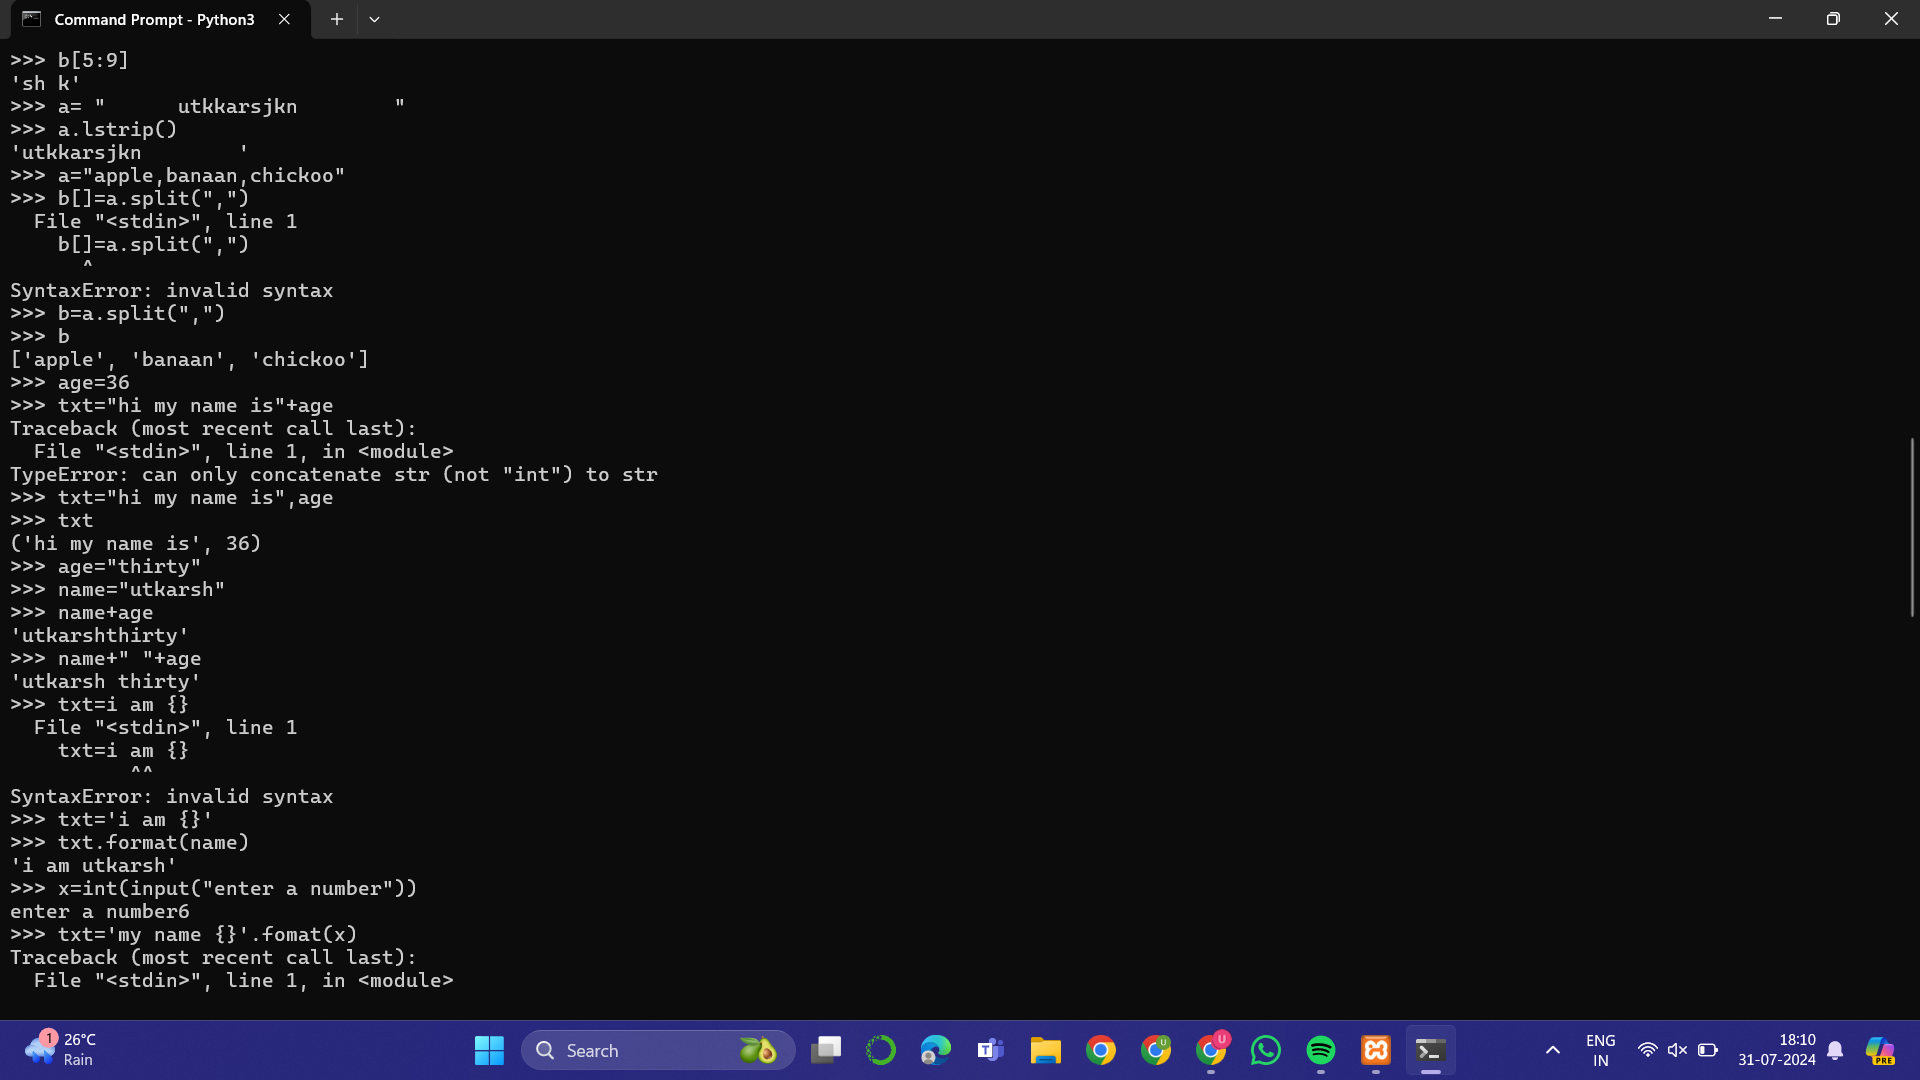 Command Prompt - Python3
>>> b[5:9]
'sh k'
>>> a= "      utkkarsjkn        "
>>> a.lstrip()
'utkkarsjkn        '
>>> a="apple,banaan,chickoo"
>>> b[]=a.split(",")
  File "<stdin>", line 1
    b[]=a.split(",")
      ^
SyntaxError: invalid syntax
>>> b=a.split(",")
>>> b
['apple', 'banaan', 'chickoo']
>>> age=36
>>> txt="hi my name is"+age
Traceback (most recent call last):
  File "<stdin>", line 1, in <module>
TypeError: can only concatenate str (not "int") to str
>>> txt="hi my name is",age
>>> txt
('hi my name is', 36)
>>> age="thirty"
>>> name="utkarsh"
>>> name+age
'utkarshthirty'
>>> name+" "+age
'utkarsh thirty'
>>> txt=i am {}
  File "<stdin>", line 1
    txt=i am {}
          ^^
SyntaxError: invalid syntax
>>> txt='i am {}'
>>> txt.format(name)
'i am utkarsh'
>>> x=int(input("enter a number"))
enter a number6
>>> txt='my name {}'.fomat(x)
Traceback (most recent call last):
  File "<stdin>", line 1, in <module>
1
26°C
Rain
Search
T
U
U
PRE
ENG
IN
18:10
31-07-2024